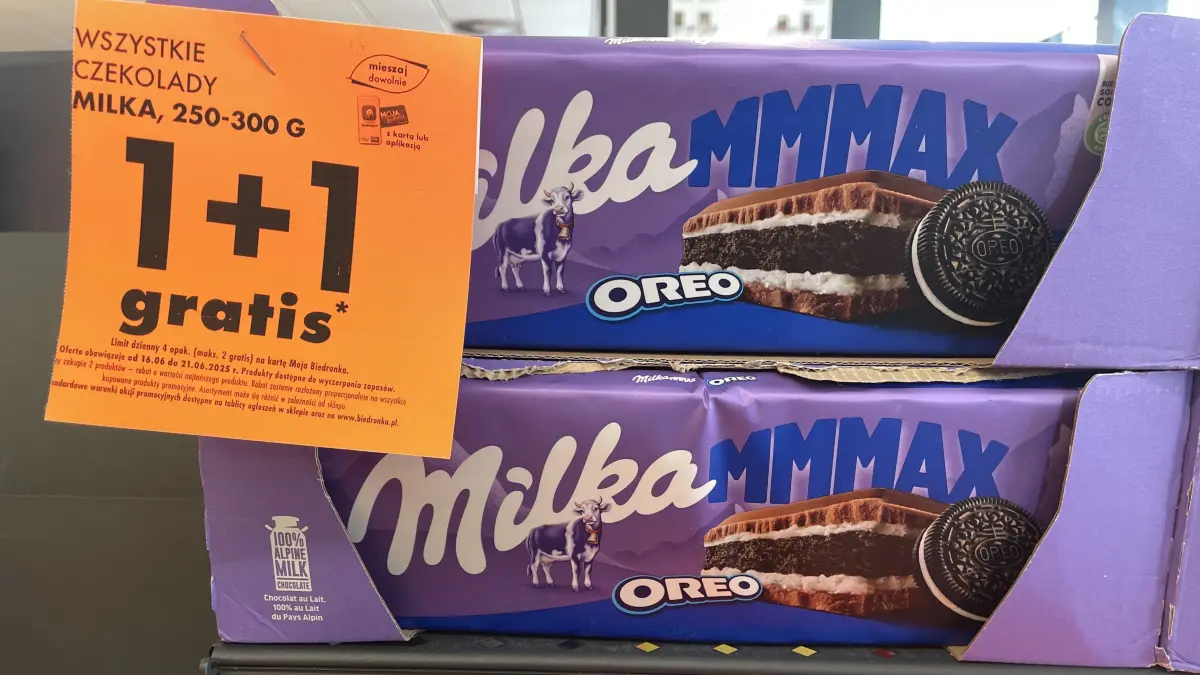 WSZYSTKIE
CZEKOLADY
MILKA, 250-300 G
mieszaj
dowolnie
MOJA
z kartą lub
aplikacją
1+1
gratis*
Limit dzienny 4 opak. (maks. 2 gratis) na kartę Moja Biedronka.
Oferta obowiązuje od 16.06 do 21.06.2025 r. Produkty dostępne do wyczerpania zapasów.
zakupie 2 produktów – rabat o wartości najtańszego produktu. Rabat zostanie rozłożony proporcjonalnie na wszystkie
kupowane produkty promocyjne. Asortyment może się różnić w zależności od sklepu.
warunki akcji promocyjnych dostępne na tablicy ogłoszeń w sklepie oraz na www.biedronka.pl.
Milka MMMAX
OREO
OREO
Milka MMMAX OREO
Milka MMMAX
OREO
OREO
100%
ALPINE
MILK
CHOCOLATE
Chocolat au Lait,
100% au Lait
du Pays Alpin